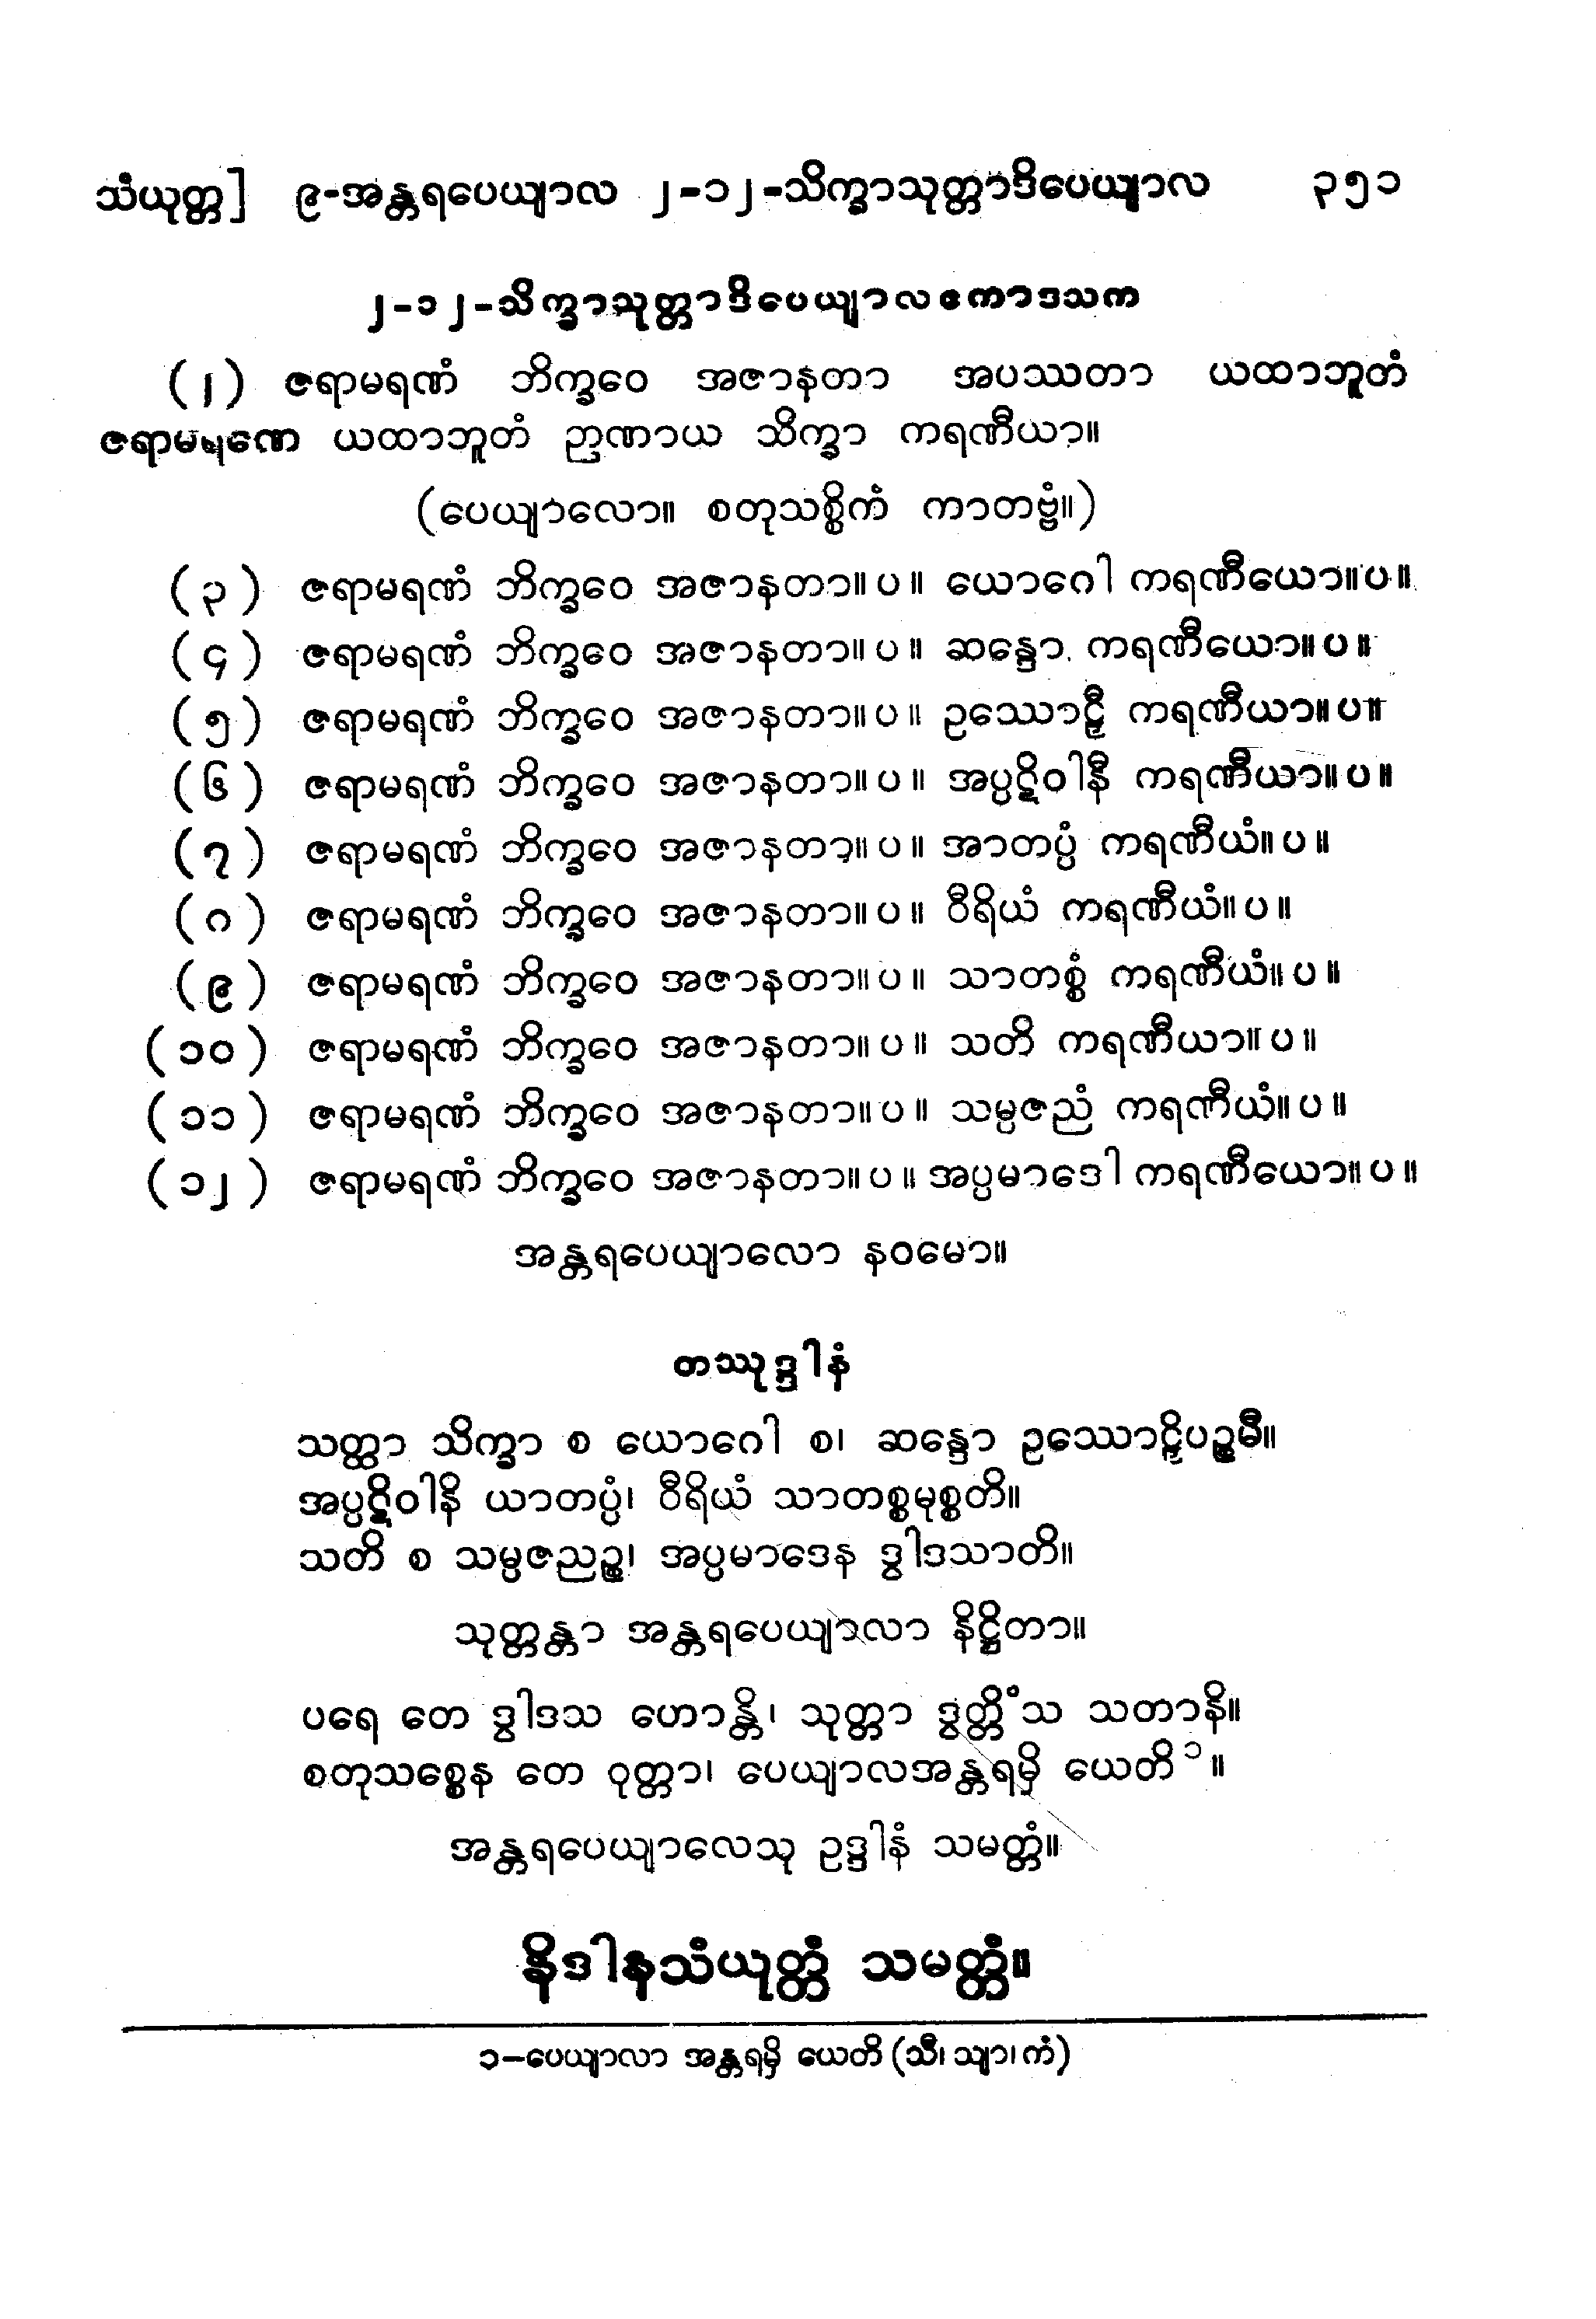 သံယုတ္တ] ၉-အန္တရပေယျာလ ၂-၁၂-သိက္ခာသုတ္တာဒိပေယျာလ ၃၅၁
၂-၁၂-သိက္ခာသုတ္တာဒိပေယျာလဧကာဒသက
(၂) ဇရာမရဏံ ဘိက္ခဝေ အဇာနတာ အပဿတာ ယထာဘူတံ
ဇရာမရဏေ ယထာဘူတံ ဉာဏာယ သိက္ခာ ကရဏီယာ။
(ပေယျာလော။ စတုသစ္စိကံ ကာတဗ္ဗံ။)
(၃) ဇရာမရဏံ ဘိက္ခဝေ အဇာနတာ။ ပ ။ ယောဂေါ ကရဏီယော။ ပ ။
(၄) ဇရာမရဏံ ဘိက္ခဝေ အဇာနတာ။ ပ ။ ဆန္ဒော ကရဏီယော။ ပ ။
(၅) ဇရာမရဏံ ဘိက္ခဝေ အဇာနတာ။ ပ ။ ဥဿောဠှီ ကရဏီယာ။ ပ ။
(၆) ဇရာမရဏံ ဘိက္ခဝေ အဇာနတာ။ ပ ။ အပ္ပဋိဝါနီ ကရဏီယာ။ ပ ။
(၇) ဇရာမရဏံ ဘိက္ခဝေ အဇာနတာ။ ပ ။ အာတပ္ပံ ကရဏီယံ။ ပ ။
(၈) ဇရာမရဏံ ဘိက္ခဝေ အဇာနတာ။ ပ ။ ဝီရိယံ ကရဏီယံ။ ပ ။
(၉) ဇရာမရဏံ ဘိက္ခဝေ အဇာနတာ။ ပ ။ သာတစ္စံ ကရဏီယံ။ ပ ။
(၁၀) ဇရာမရဏံ ဘိက္ခဝေ အဇာနတာ။ ပ ။ သတိ ကရဏီယာ။ ပ ။
(၁၁) ဇရာမရဏံ ဘိက္ခဝေ အဇာနတာ။ ပ ။ သမ္ပဇညံ ကရဏီယံ။ ပ ။
(၁၂) ဇရာမရဏံ ဘိက္ခဝေ အဇာနတာ။ ပ ။ အပ္ပမာဒေါ ကရဏီယော။ ပ ။
အန္တရပေယျာလော နဝမော။
တဿုဒ္ဒါနံ
သတ္ထာ သိက္ခာ စ ယောဂေါ စ၊ ဆန္ဒော ဥဿောဠှိပဉ္စမီ။
အပ္ပဋိဝါနိ ယာတပ္ပံ၊ ဝီရိယံ သာတစ္စမုစ္စတိ။
သတိ စ သမ္ပဇညဉ္စ၊ အပ္ပမာဒေန ဒွါဒသာတိ။
သုတ္တန္တာ အန္တရပေယျာလာ နိဋ္ဌိတာ။
ပရေ တေ ဒွါဒသ ဟောန္တိ၊ သုတ္တာ ဒွတ္တိံသ သတာနိ။
စတုသစ္စေန တေ ဝုတ္တာ၊ ပေယျာလအန္တရမှိ ယေတိ ၁ ။
အန္တရပေယျာလေသု ဥဒ္ဒါနံ သမတ္တံ။
နိဒါနသံယုတ္တံ သမတ္တံ။
၁–ပေယျာလာ အန္တရမှိ ယေတိ (သီ၊ သျာ၊ ကံ)